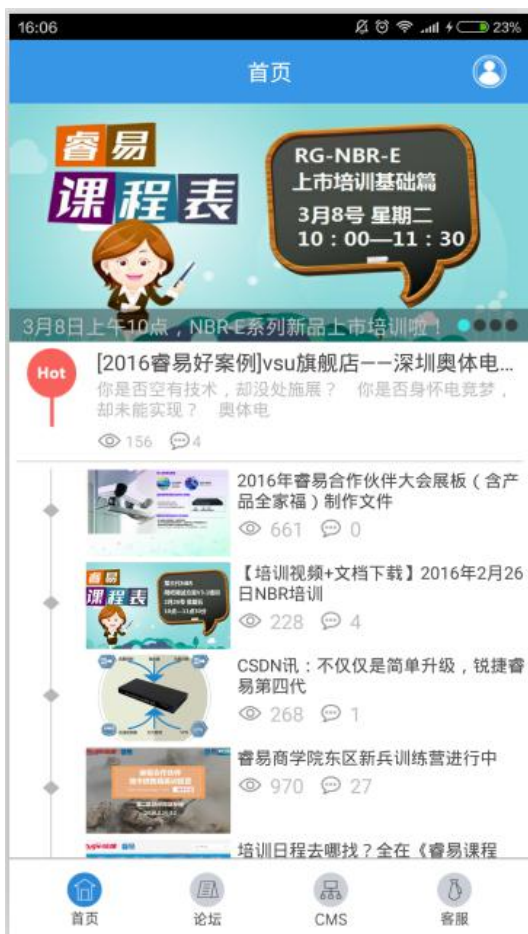 16:06
23%
首页
睿易
课程表
RG-NBR-E
上市培训基础篇
3月8号 星期二
10：00—11：30
3月8日上午10点，NBR-E系列新品上市培训啦！
Hot
[2016睿易好案例]vsu旗舰店——深圳奥体电...
你是否空有技术，却没处施展？ 你是否身怀电竞梦，
却未能实现？ 奥体电
156 4
2016年睿易合作伙伴大会展板（含产
品全家福）制作文件
661 0
睿易
课程表
【培训视频+文档下载】2016年2月26
日NBR培训
228 4
CSDN讯：不仅仅是简单升级，锐捷睿
易第四代
268 1
睿易商学院东区新兵训练营进行中
970 27
睿易
培训日程去哪找？全在《睿易课程
首页
论坛
CMS
客服